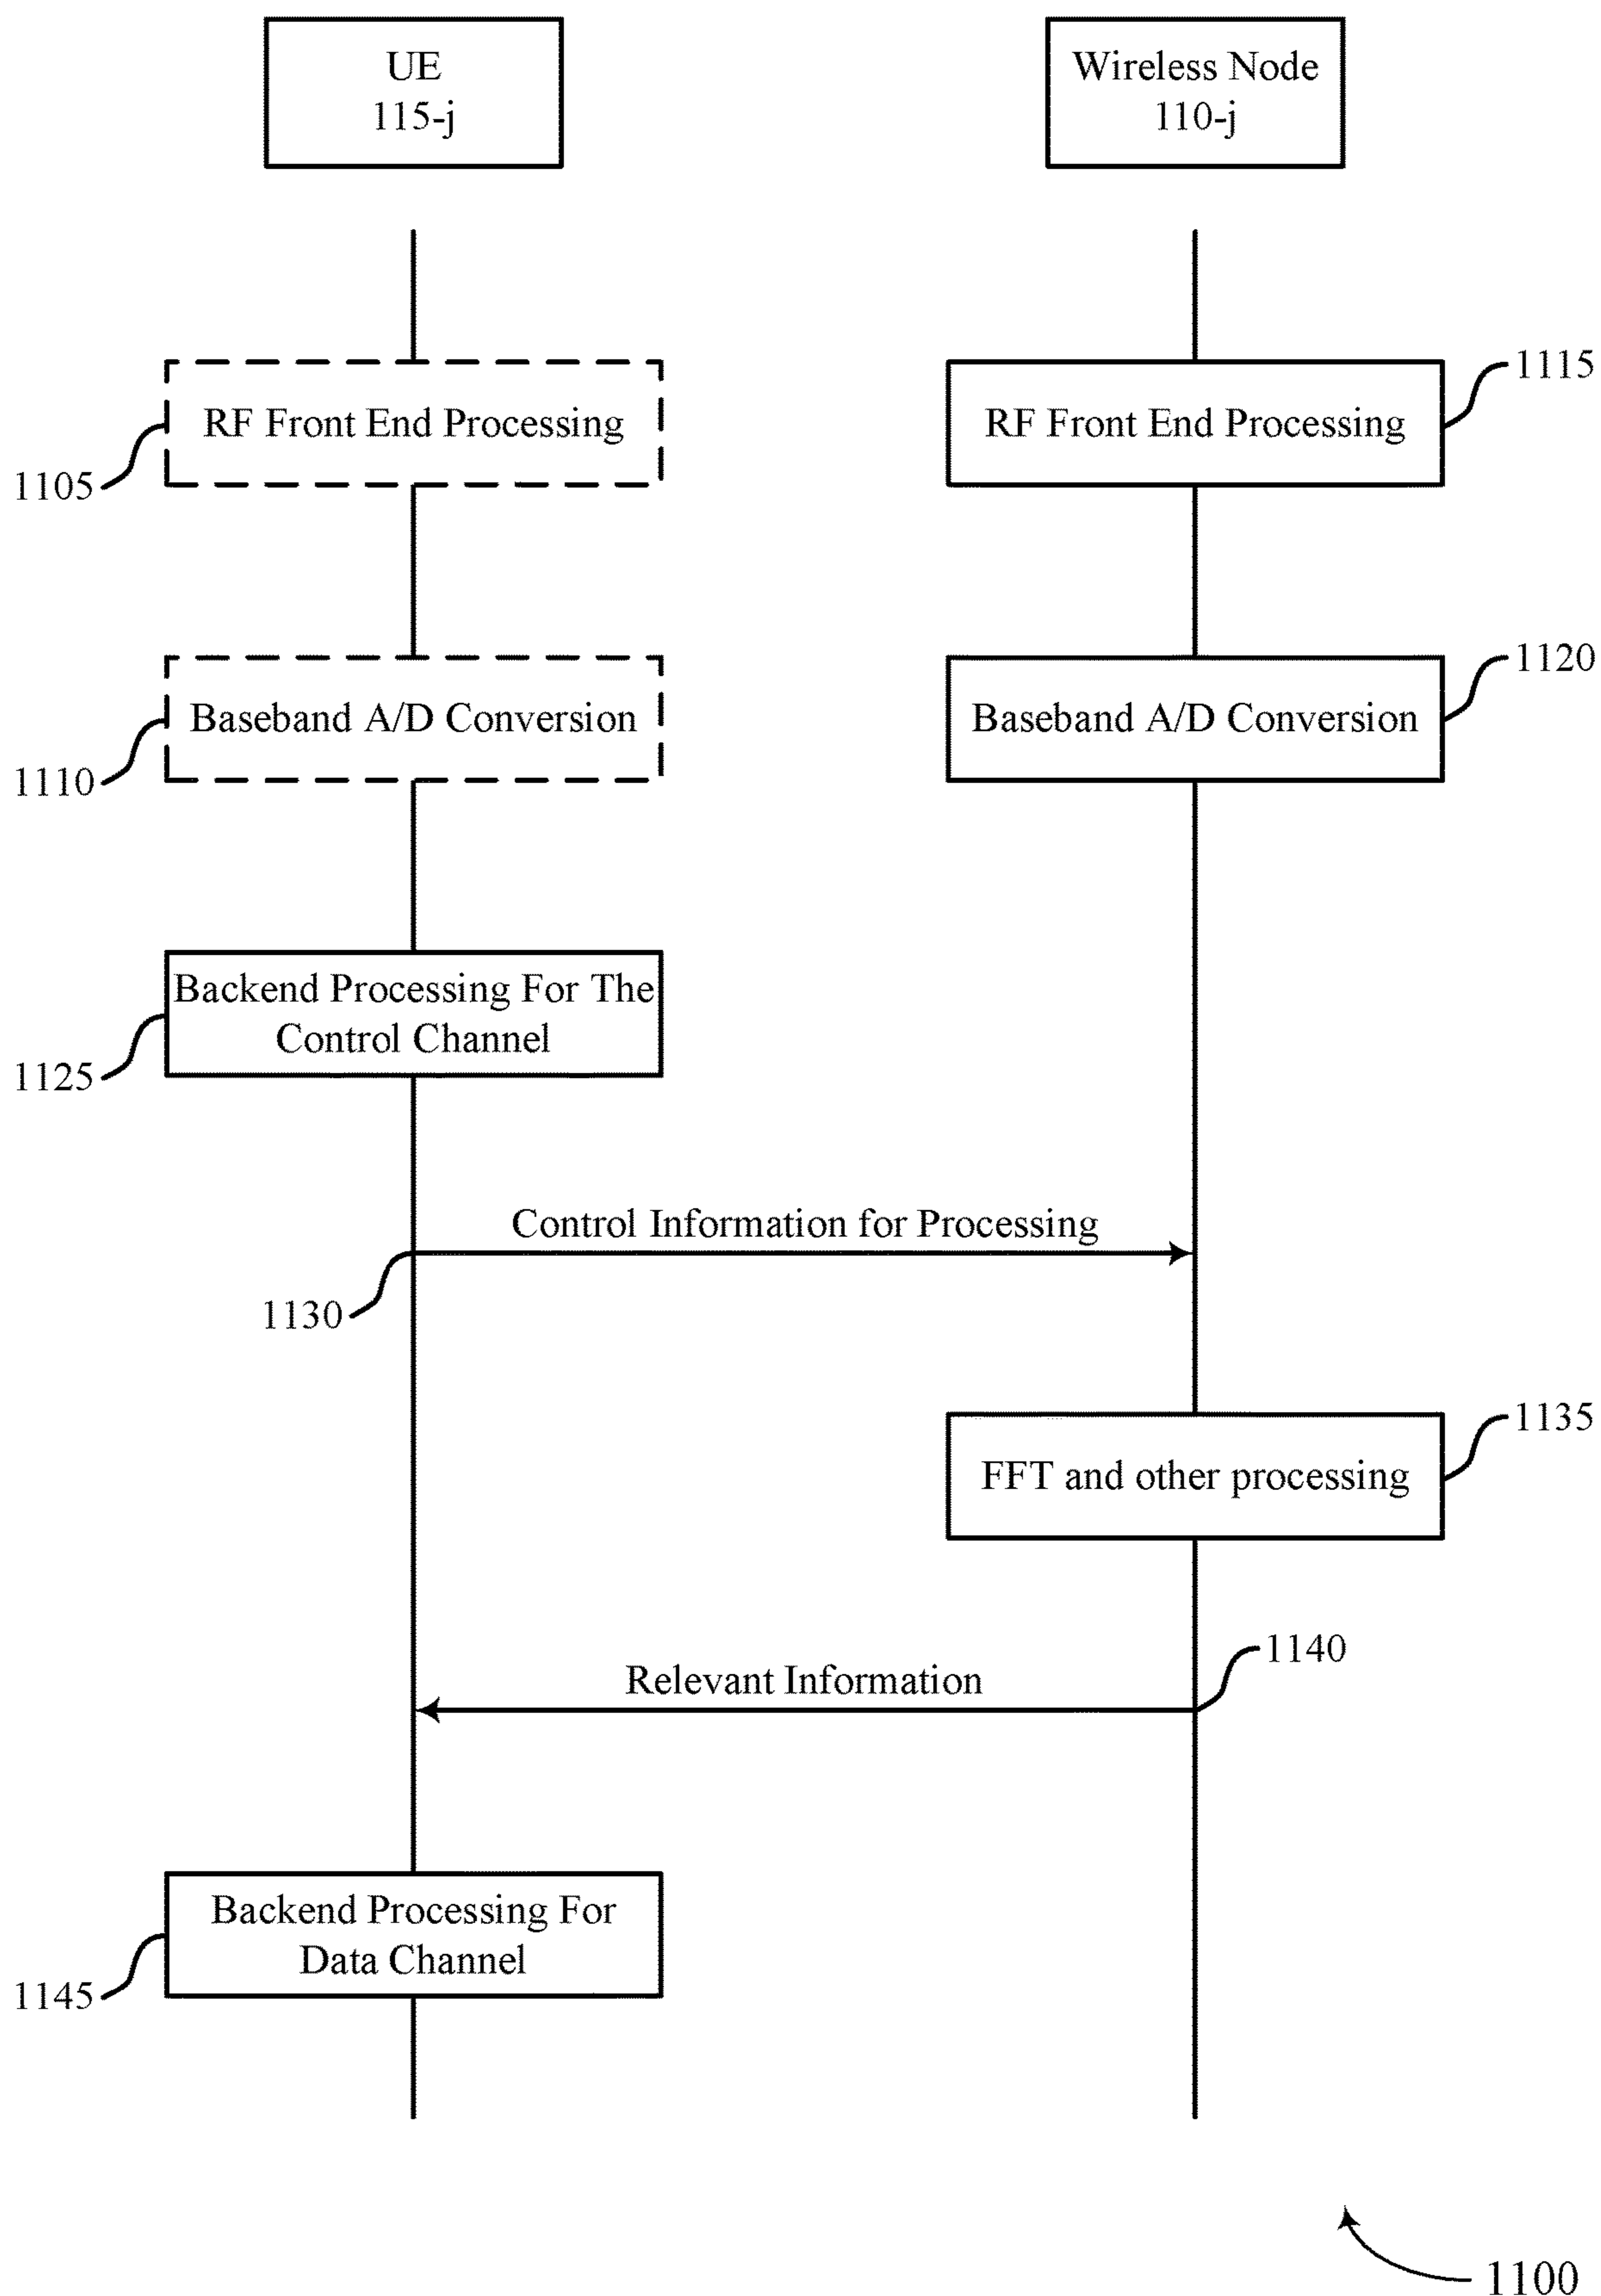 UE
115-j
Wireless Node
110-j
1115
RF Front End Processing
RF Front End Processing
1105
1120
Baseband A/D Conversion
Baseband A/D Conversion
1110
Backend Processing For The
Control Channel
1125
Control Information for Processing
1130
1135
FFT and other processing
1140
Relevant Information
Backend Processing For
Data Channel
1145
1100